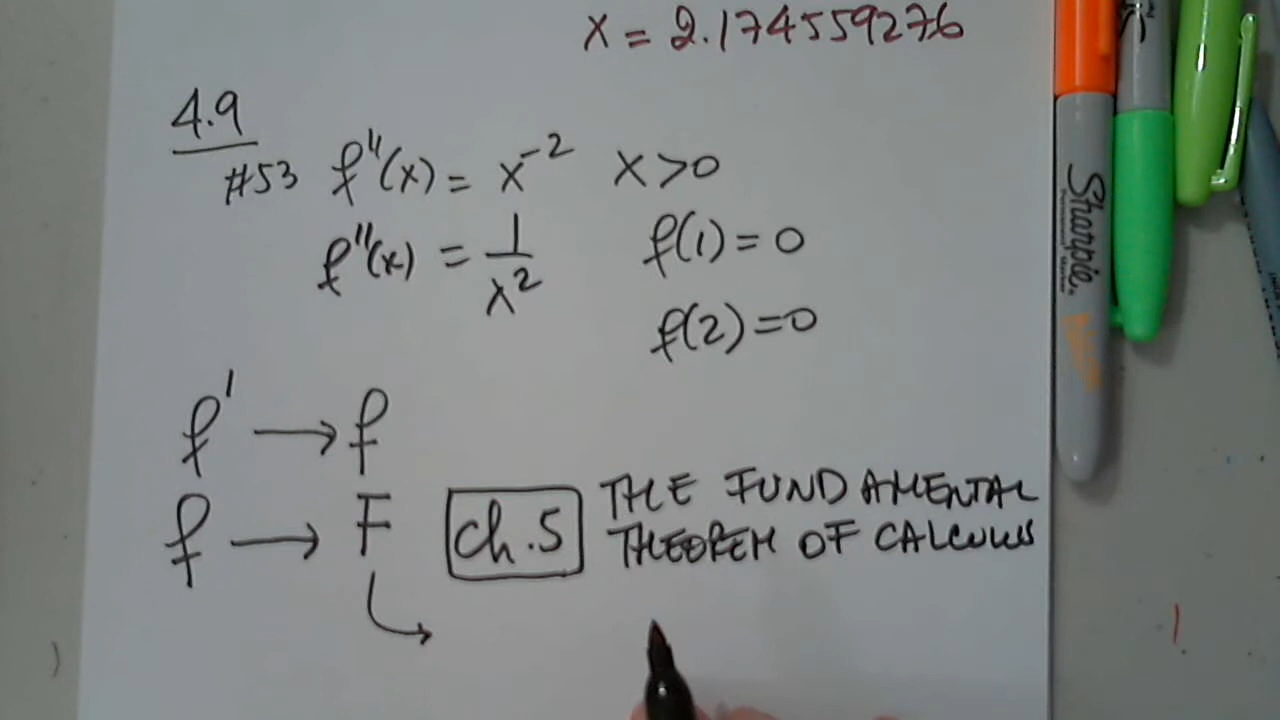 x = 2.174559276
4.9
#53 f''(x) = x⁻² x>0
f''(x) = 1/x² f(1) = 0
f(2) = 0
f' → f
f → F ch.5 THE FUNDAMENTAL
THEOREM OF CALCULUS
Sharpie